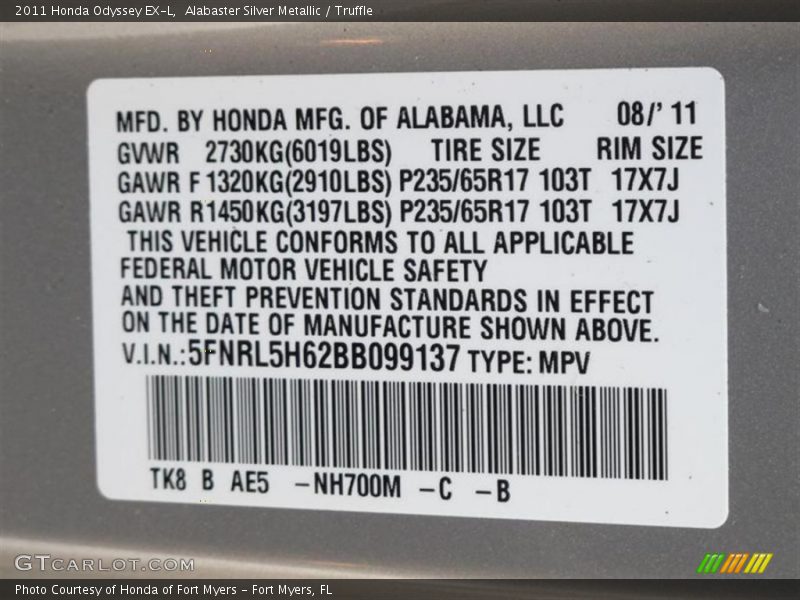 2011 Honda Odyssey EX-L,  Alabaster Silver Metallic / Truffle
MFD. BY HONDA MFG. OF ALABAMA, LLC 08/' 11
GVWR 2730KG(6019LBS) TIRE SIZE RIM SIZE
GAWR F 1320KG(2910LBS) P235/65R17 103T 17X7J
GAWR R1450KG(3197LBS) P235/65R17 103T 17X7J
THIS VEHICLE CONFORMS TO ALL APPLICABLE
FEDERAL MOTOR VEHICLE SAFETY
AND THEFT PREVENTION STANDARDS IN EFFECT
ON THE DATE OF MANUFACTURE SHOWN ABOVE.
V.I.N.:5FNRL5H62BB099137 TYPE: MPV
TK8 B AE5 -NH700M -C -B
GTCARLOT.COM
Photo Courtesy of Honda of Fort Myers - Fort Myers, FL